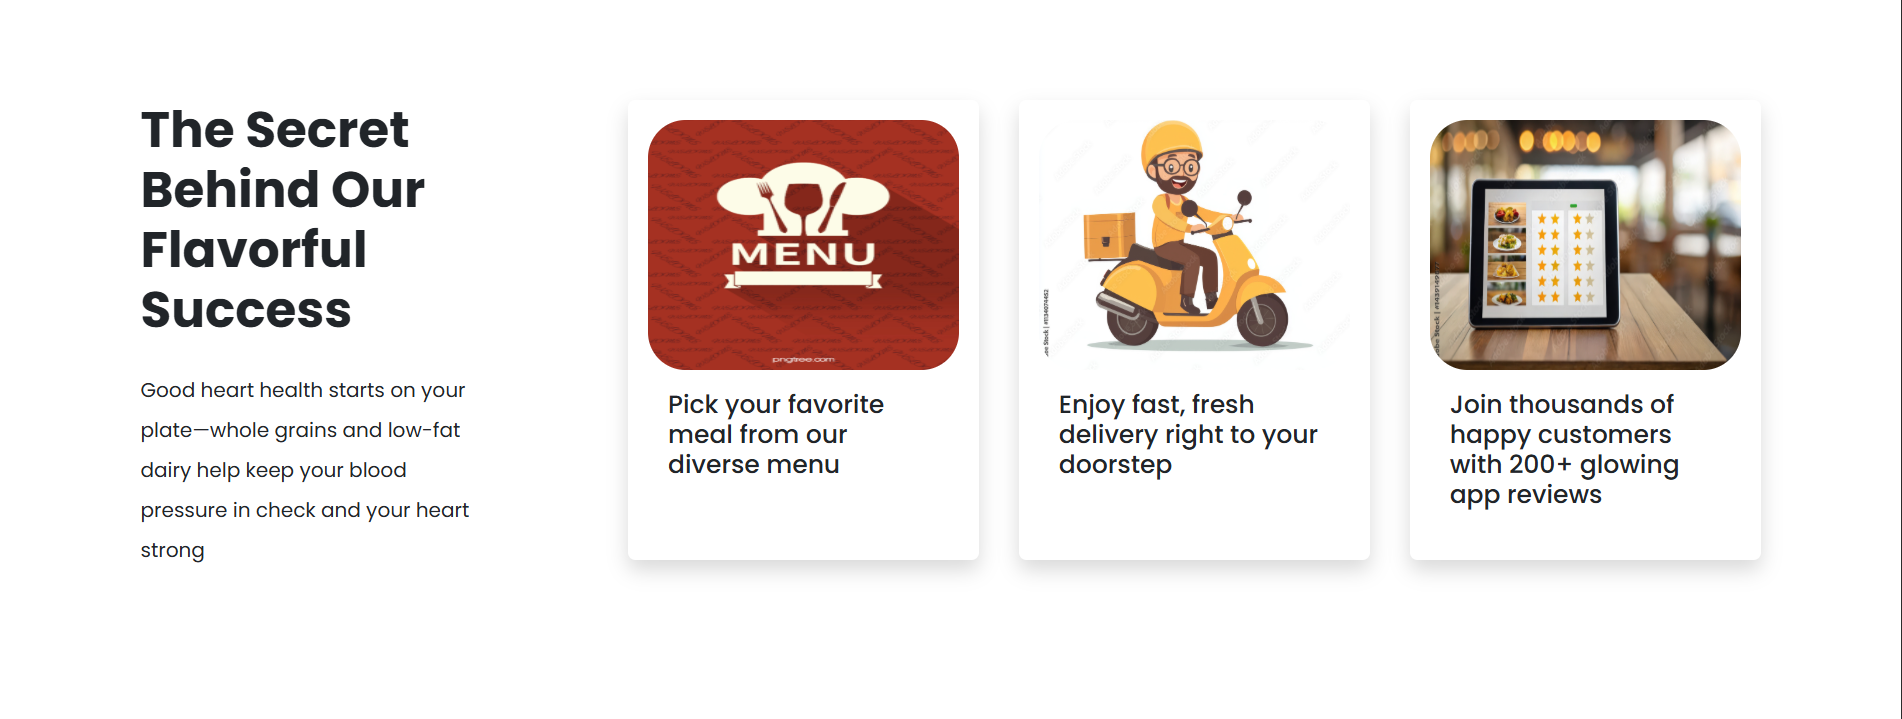 The Secret
Behind Our
Flavorful
Success
Good heart health starts on your
plate—whole grains and low-fat
dairy help keep your blood
pressure in check and your heart
strong
MENU
pngtree.com
Pick your favorite
meal from our
diverse menu
Enjoy fast, fresh
delivery right to your
doorstep
Join thousands of
happy customers
with 200+ glowing
app reviews